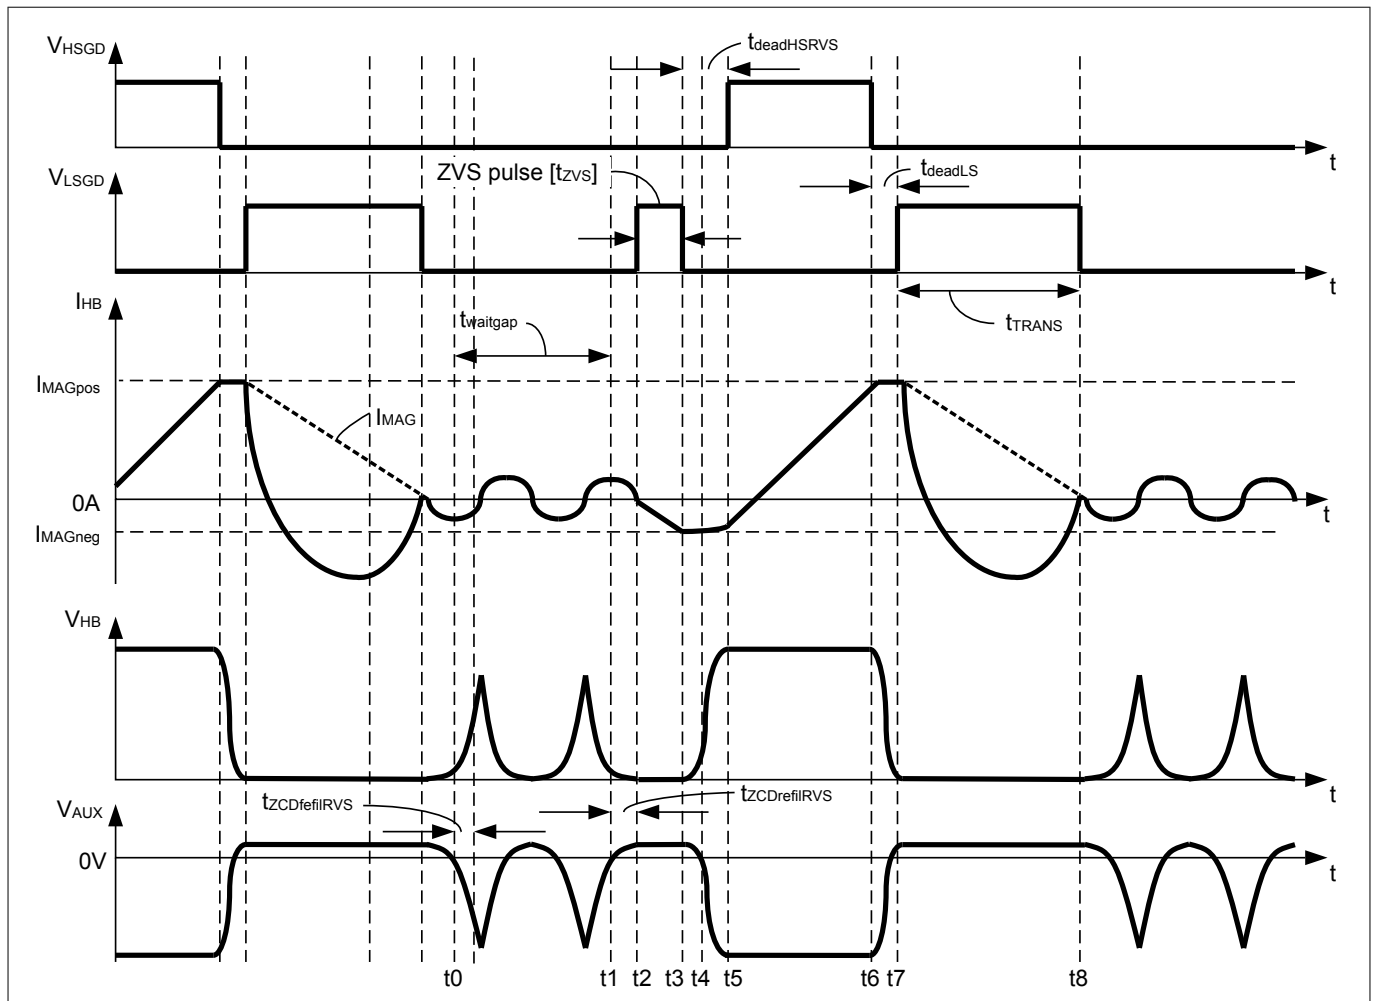 VHSGD
tdeadHSRVS
t
VLSGD
ZVS pulse [tZVS]
tdeadLS
t
IHB
twaitgap
tTRANS
IMAGpos
IMAG
0A
t
IMAGneg
VHB
t
tZCDfefilRVS
tZCDrefilRVS
VAUX
0V
t
t0 t1 t2 t3 t4 t5 t6 t7 t8